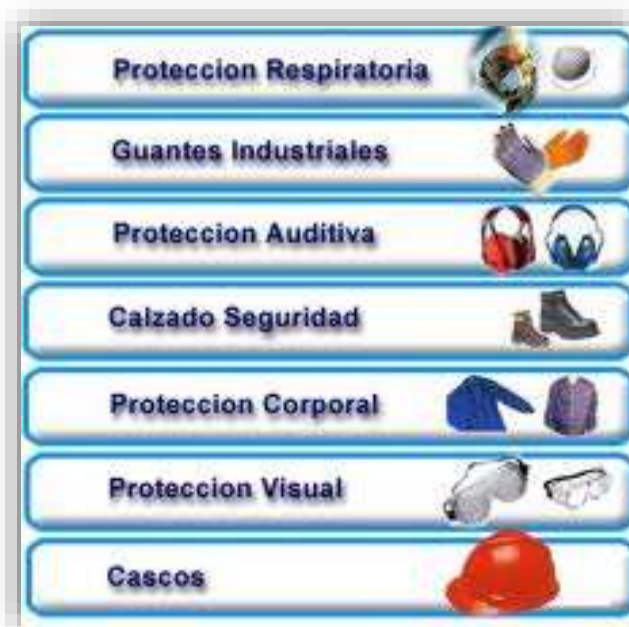 Proteccion Respiratoria
Guantes Industriales
Proteccion Auditiva
Calzado Seguridad
Proteccion Corporal
Proteccion Visual
Cascos